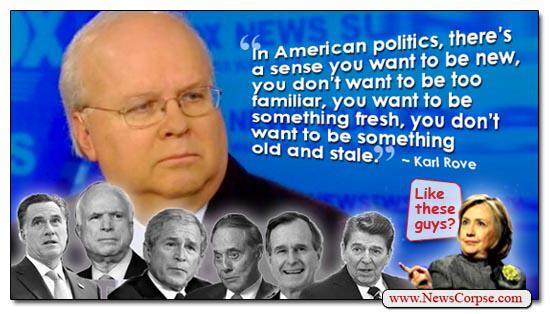 “In American politics, there's
a sense you want to be new,
you don't want to be too
familiar, you want to be
something fresh, you don't
want to be something
old and stale.” ~ Karl Rove
Like
these
guys?
www.NewsCorpse.com